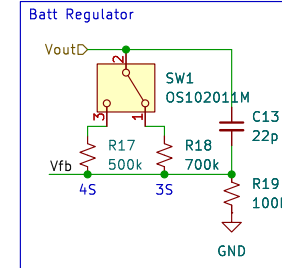 Batt Regulator
Vout
2
SW1
OS102011M
3
1
C13
22p
R17
500k
R18
700k
Vfb
4S
3S
R19
100k
GND